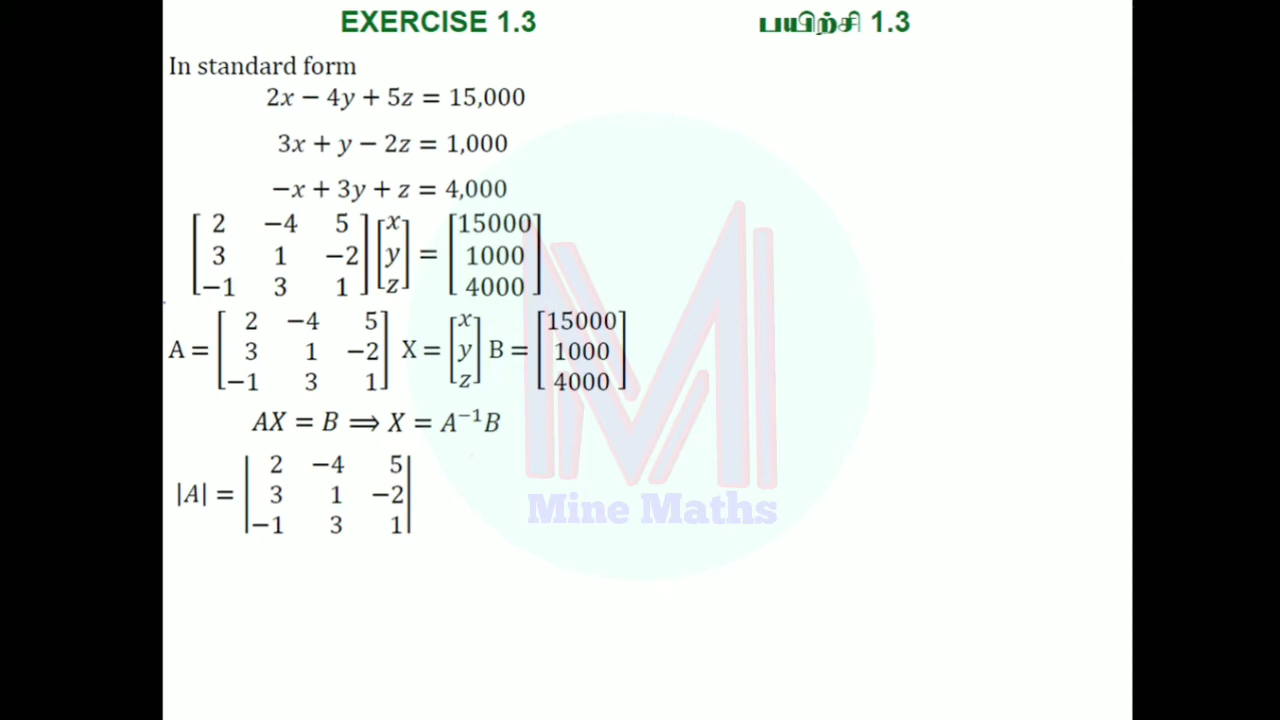 EXERCISE 1.3 பயிற்சி 1.3
In standard form
2x − 4y + 5z = 15,000
3x + y − 2z = 1,000
−x + 3y + z = 4,000
[2 −4 5] [x] [15000]
[3 1 −2] [y] = [1000]
[−1 3 1] [z] [4000]
[2 −4 5] [x] [15000]
A = [3 1 −2] X = [y] B = [1000]
[−1 3 1] [z] [4000]
AX = B ⟹ X = A⁻¹B
|2 −4 5|
|A| = |3 1 −2|
|−1 3 1|
Mine Maths